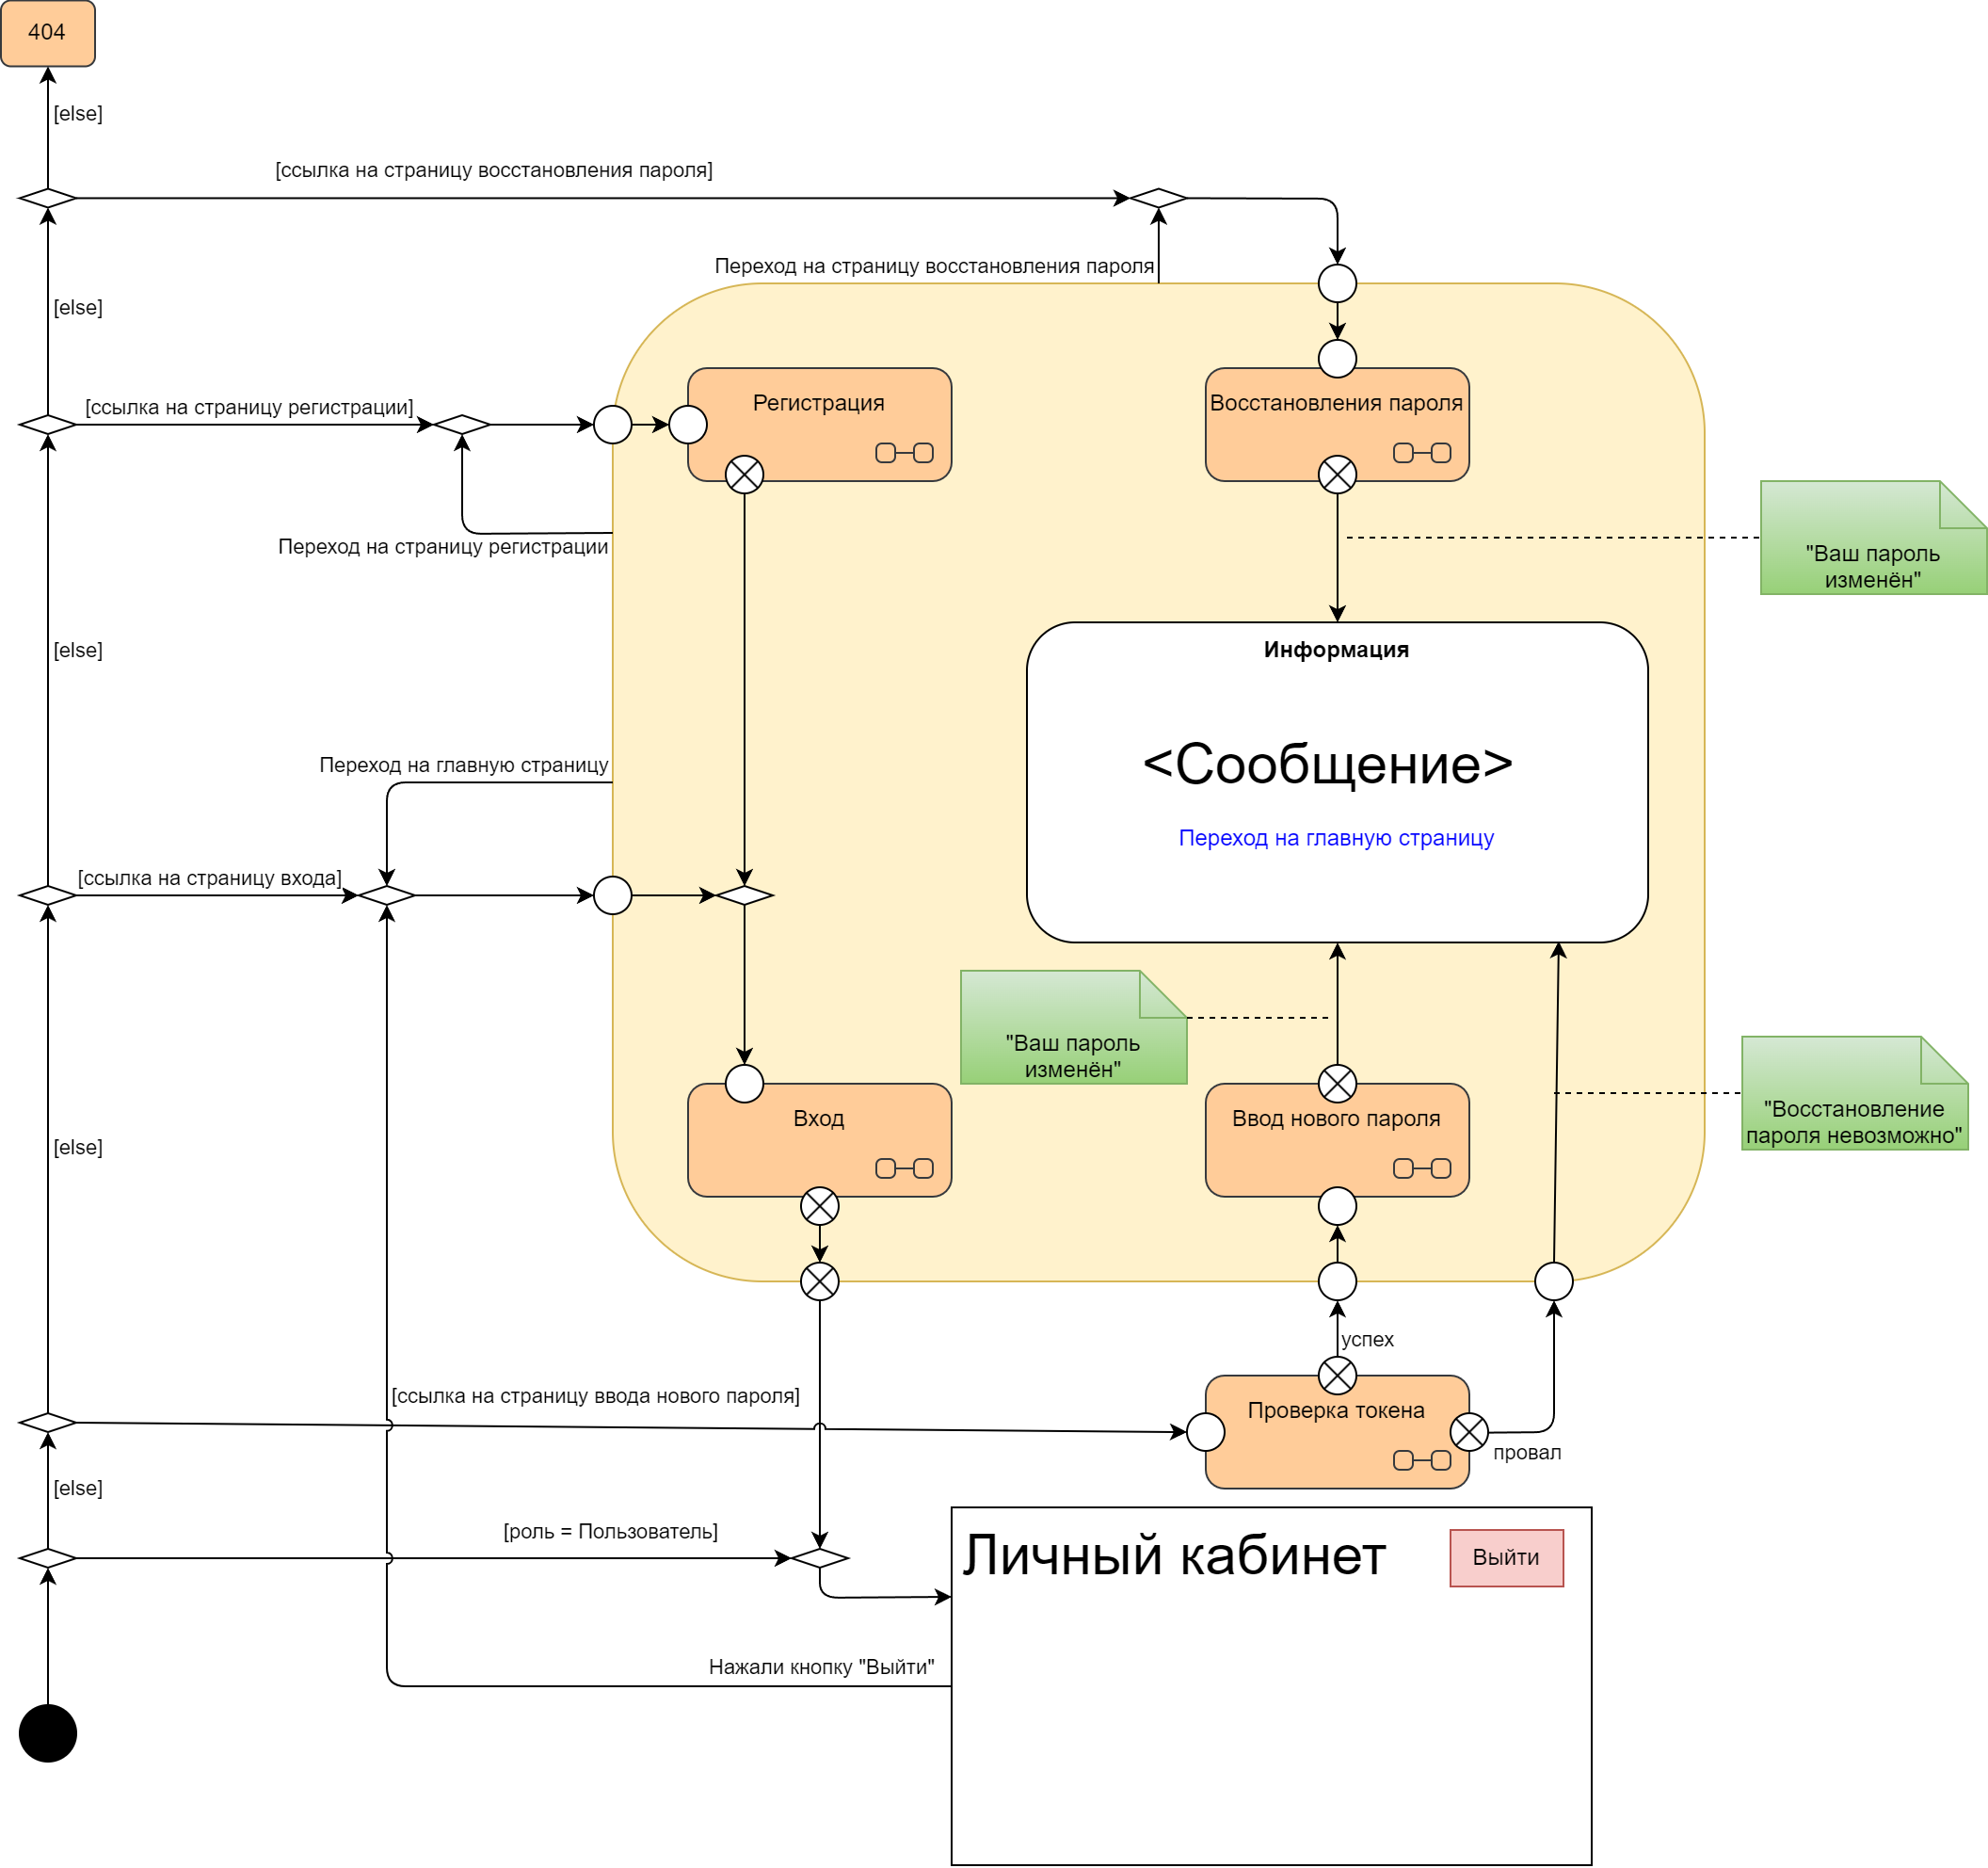 404
[else]
[ссылка на страницу восстановления пароля]
Переход на страницу восстановления пароля
[else]
[ссылка на страницу регистрации]
Регистрация
Восстановления пароля
Переход на страницу регистрации
"Ваш пароль
изменён"
[else]
Информация
<Сообщение>
Переход на главную страницу
Переход на главную страницу
[ссылка на страницу входа]
"Ваш пароль
изменён"
"Восстановление
пароля невозможно"
[else]
Вход
Ввод нового пароля
успех
[ссылка на страницу ввода нового пароля]
Проверка токена
провал
[else]
[роль = Пользователь]
Личный кабинет
Выйти
Нажали кнопку "Выйти"